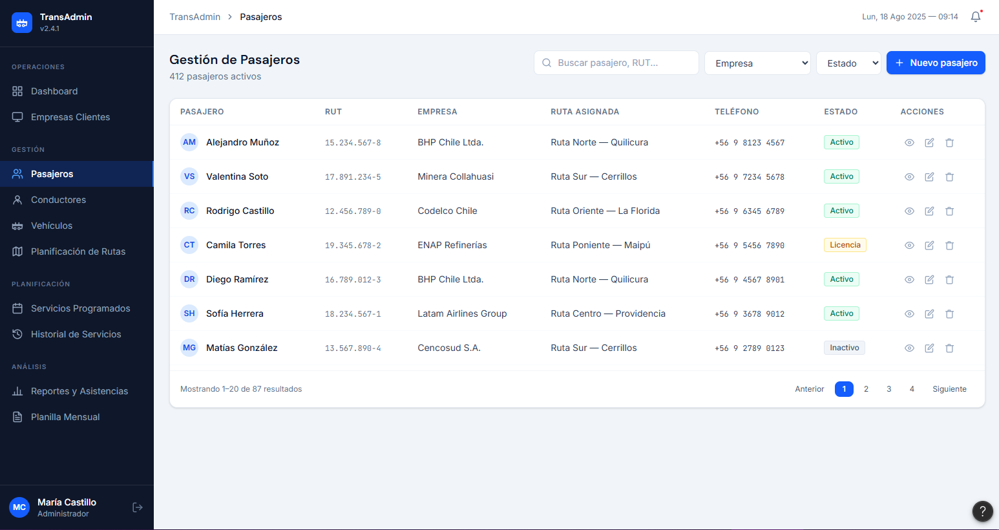 TransAdmin
v2.4.1
OPERACIONES
Dashboard
Empresas Clientes
GESTIÓN
Pasajeros
Conductores
Vehículos
Planificación de Rutas
PLANIFICACIÓN
Servicios Programados
Historial de Servicios
ANÁLISIS
Reportes y Asistencias
Planilla Mensual
MC María Castillo
Administrador
TransAdmin > Pasajeros
Lun, 18 Ago 2025 — 09:14
Gestión de Pasajeros
412 pasajeros activos
Buscar pasajero, RUT...
Empresa
Estado
+ Nuevo pasajero
PASAJERO RUT EMPRESA RUTA ASIGNADA TELÉFONO ESTADO ACCIONES
AM Alejandro Muñoz 15.234.567-8 BHP Chile Ltda. Ruta Norte — Quilicura +56 9 8123 4567 Activo
VS Valentina Soto 17.891.234-5 Minera Collahuasi Ruta Sur — Cerrillos +56 9 7234 5678 Activo
RC Rodrigo Castillo 12.456.789-0 Codelco Chile Ruta Oriente — La Florida +56 9 6345 6789 Activo
CT Camila Torres 19.345.678-2 ENAP Refinerías Ruta Poniente — Maipú +56 9 5456 7890 Licencia
DR Diego Ramírez 16.789.012-3 BHP Chile Ltda. Ruta Norte — Quilicura +56 9 4567 8901 Activo
SH Sofía Herrera 18.234.567-1 Latam Airlines Group Ruta Centro — Providencia +56 9 3678 9012 Activo
MG Matías González 13.567.890-4 Cencosud S.A. Ruta Sur — Cerrillos +56 9 2789 0123 Inactivo
Mostrando 1–20 de 87 resultados
Anterior 1 2 3 4 Siguiente
?